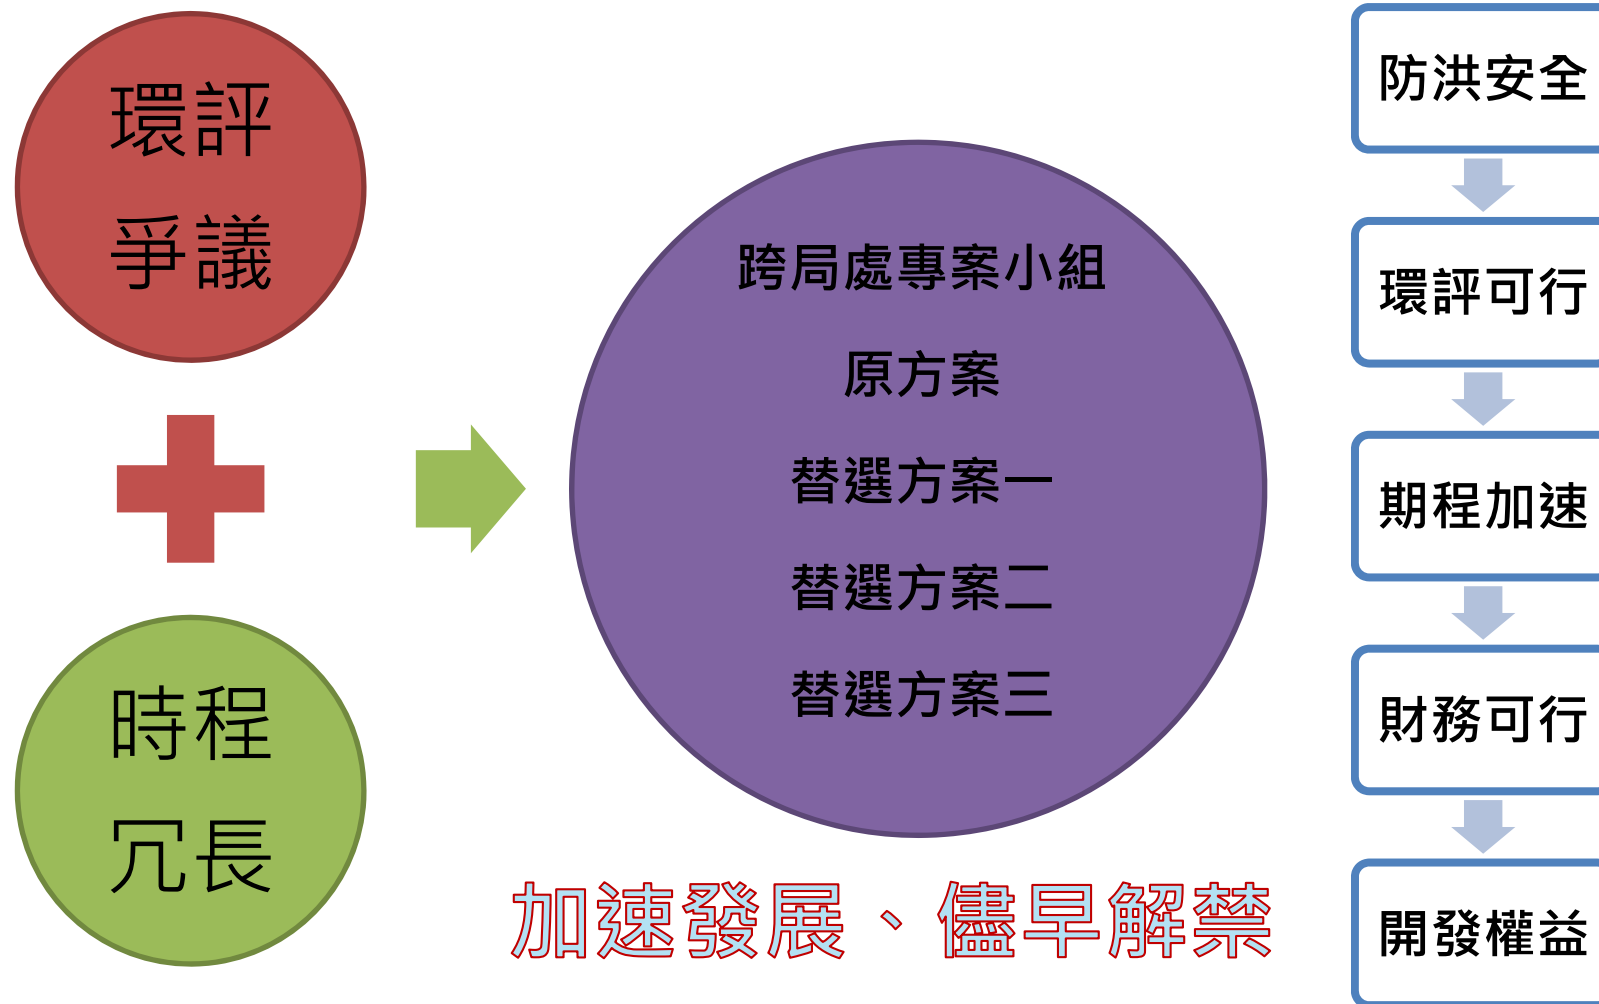 環評
爭議
時程
冗長
跨局處專案小組
原方案
替選方案一
替選方案二
替選方案三
加速發展、儘早解禁
防洪安全
環評可行
期程加速
財務可行
開發權益